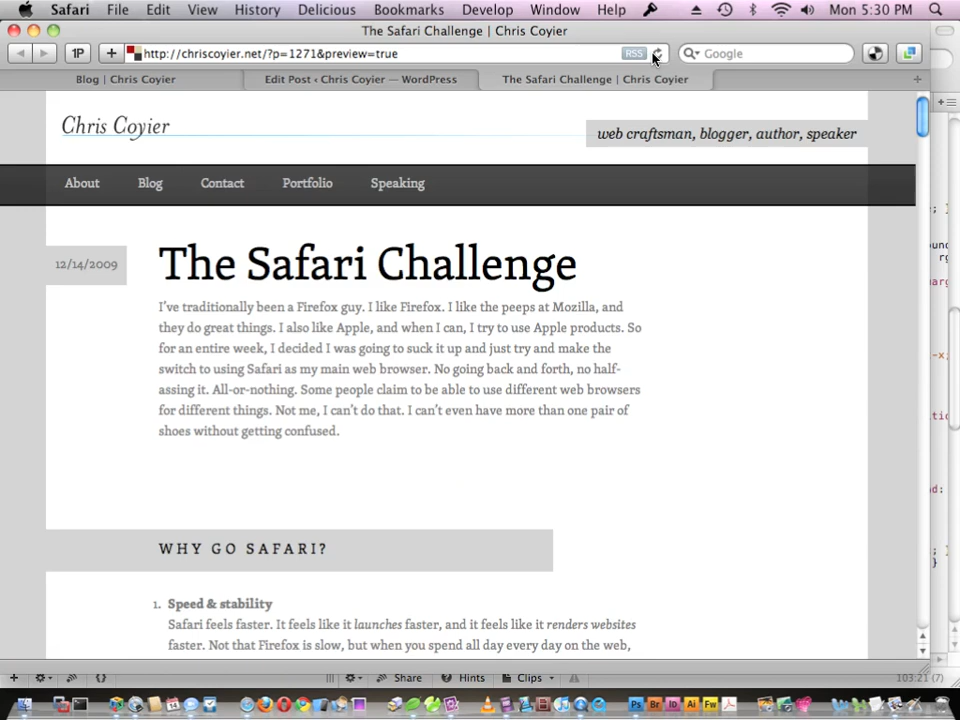 Safari File Edit View History Delicious Bookmarks Develop Window Help Mon 5:30 PM
The Safari Challenge | Chris Coyier
1P http://chriscoyier.net/?p=1271&preview=true RSS Google
Blog | Chris Coyier Edit Post ‹ Chris Coyier — WordPress The Safari Challenge | Chris Coyier
Chris Coyier
web craftsman, blogger, author, speaker
About Blog Contact Portfolio Speaking
12/14/2009
The Safari Challenge
I've traditionally been a Firefox guy. I like Firefox. I like the peeps at Mozilla, and
they do great things. I also like Apple, and when I can, I try to use Apple products. So
for an entire week, I decided I was going to suck it up and just try and make the
switch to using Safari as my main web browser. No going back and forth, no half-
assing it. All-or-nothing. Some people claim to be able to use different web browsers
for different things. Not me, I can't do that. I can't even have more than one pair of
shoes without getting confused.
WHY GO SAFARI?
1. Speed & stability
Safari feels faster. It feels like it launches faster, and it feels like it renders websites
faster. Not that Firefox is slow, but when you spend all day every day on the web,
Share Hints Clips 103:21 (7)
Ps Br Id Ai Fw